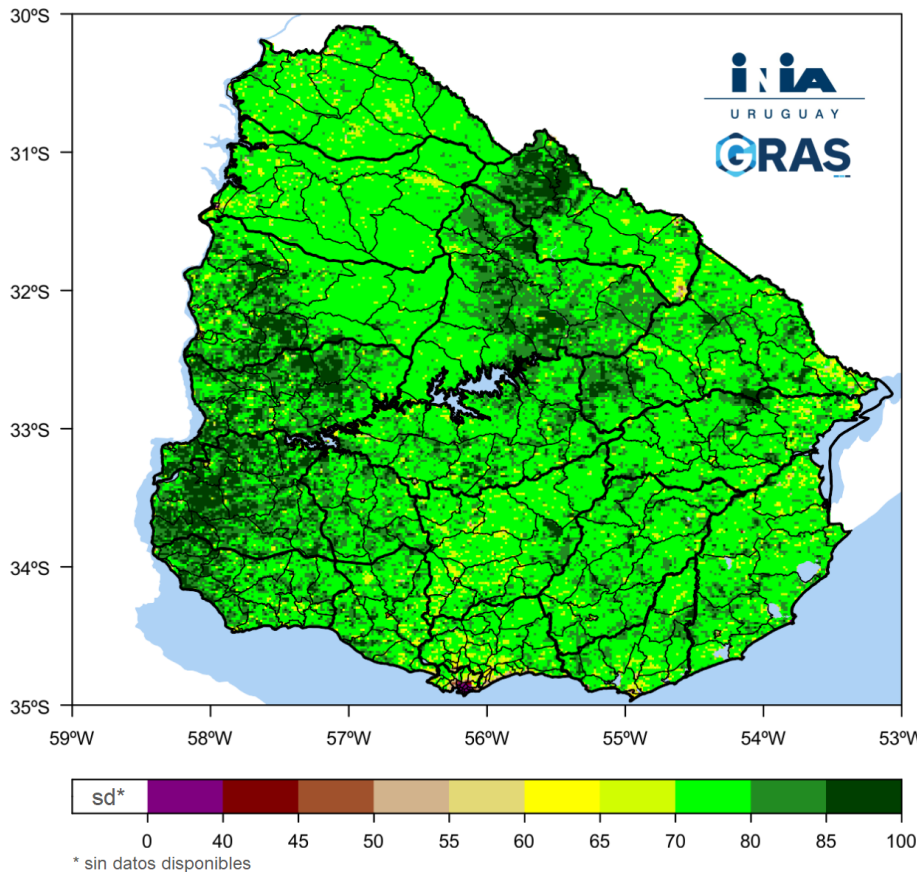 30ºS
INIA
URUGUAY
GRAS
31ºS
32ºS
33ºS
34ºS
35ºS
59ºW 58ºW 57ºW 56ºW 55ºW 54ºW 53ºW
sd*
0 40 45 50 55 60 65 70 80 85 100
* sin datos disponibles